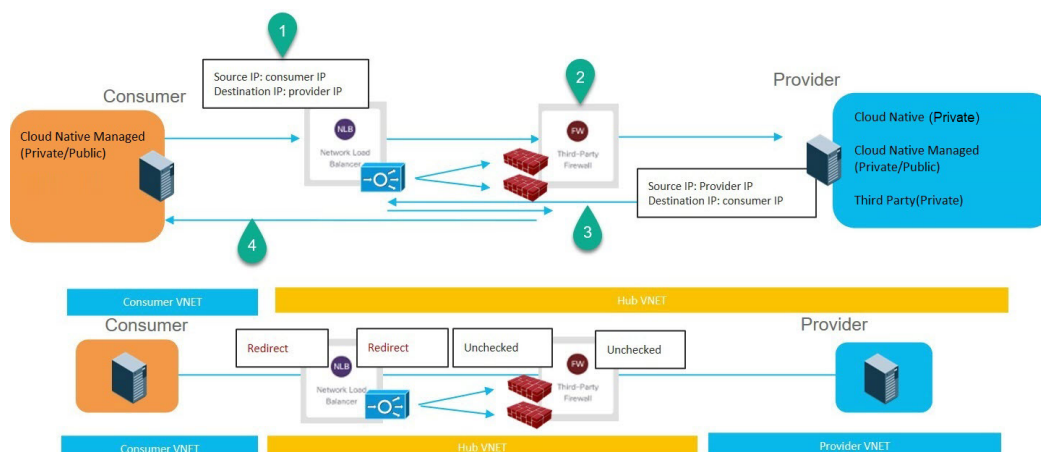 1
Source IP: consumer IP
Destination IP: provider IP
2
Consumer
Provider
Cloud Native Managed
(Private/Public)
NLB
Network Load
Balancer
FW
Third-Party
Firewall
Cloud Native (Private)
Cloud Native Managed
(Private/Public)
Third Party(Private)
Source IP: Provider IP
Destination IP: consumer IP
3
4
Consumer VNET
Hub VNET
Consumer
Provider
Redirect
Redirect
Unchecked
Unchecked
NLB
Network Load
Balancer
FW
Third-Party
Firewall
Consumer VNET
Hub VNET
Provider VNET